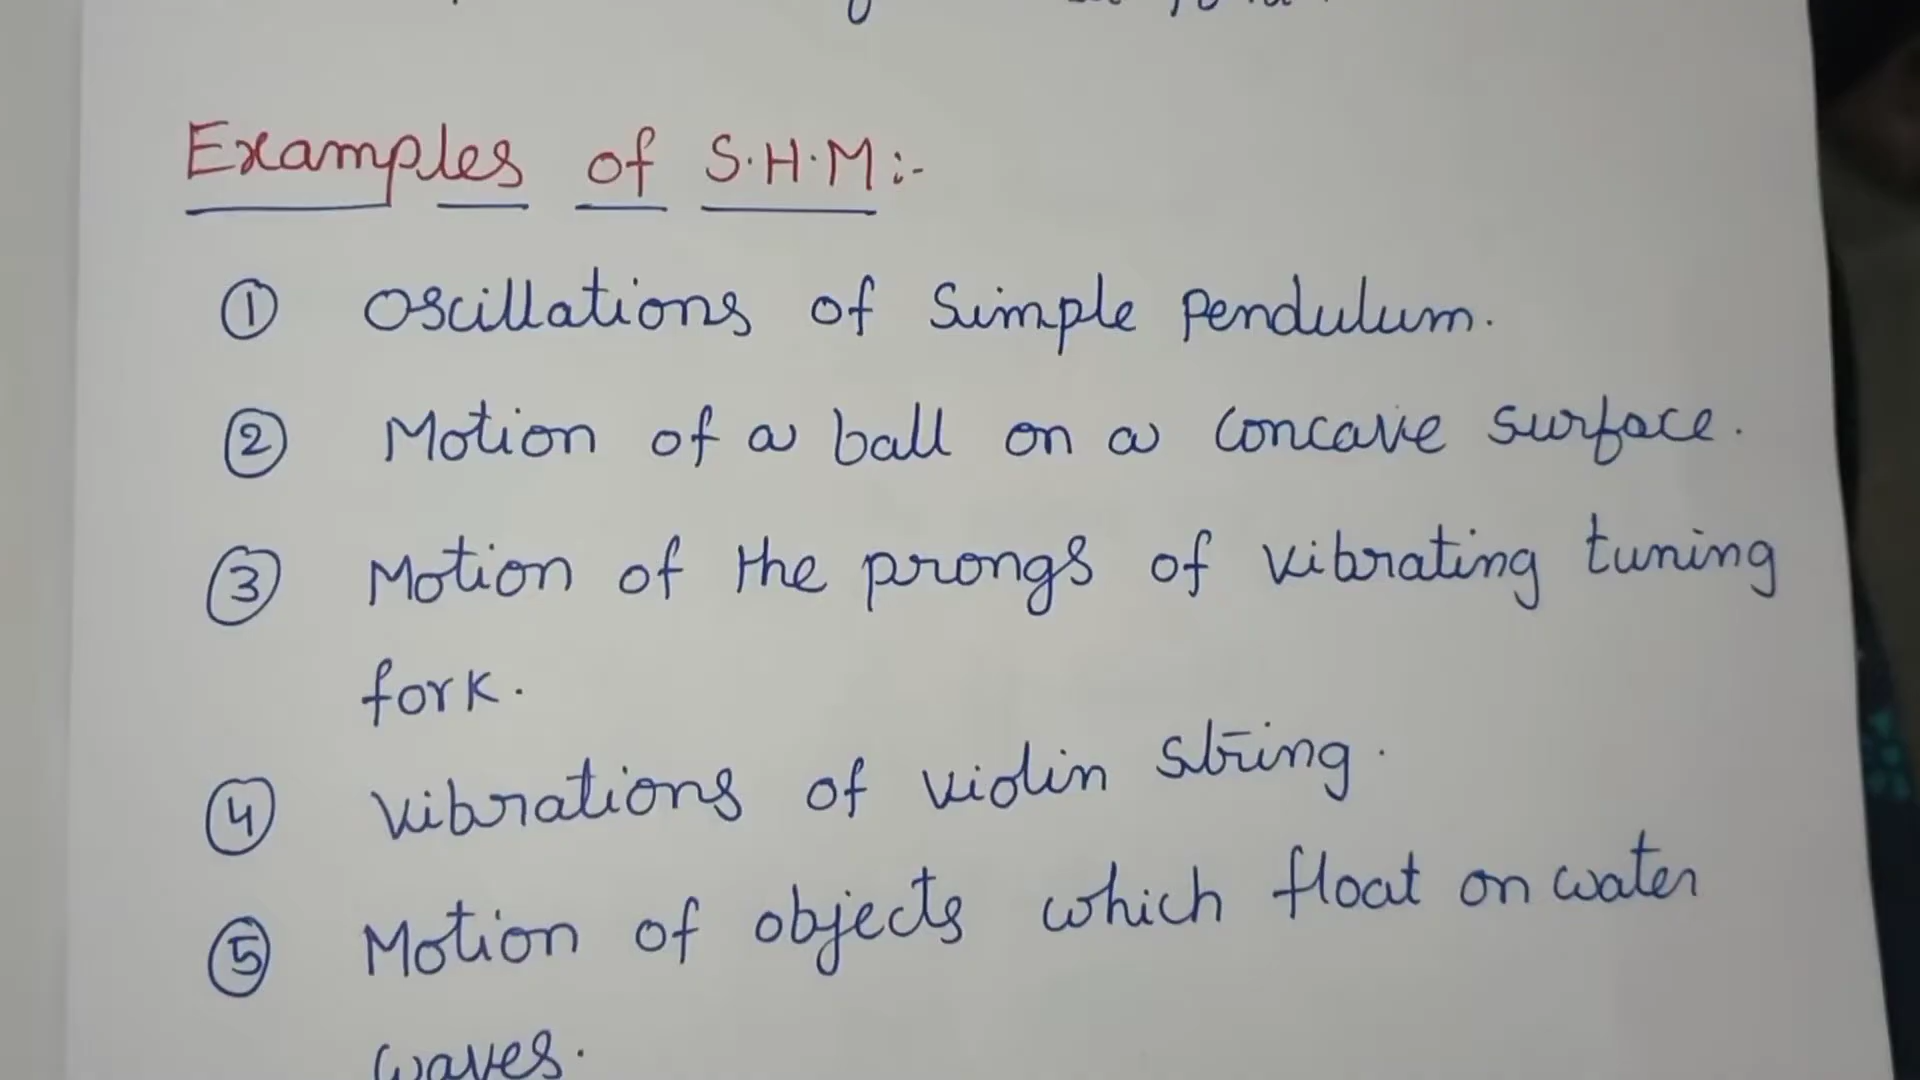 Examples of S.H.M:-
① Oscillations of Simple Pendulum.
② Motion of a ball on a concave surface.
③ Motion of the prongs of vibrating tuning
fork.
④ Vibrations of violin string.
⑤ Motion of objects which float on water
waves.